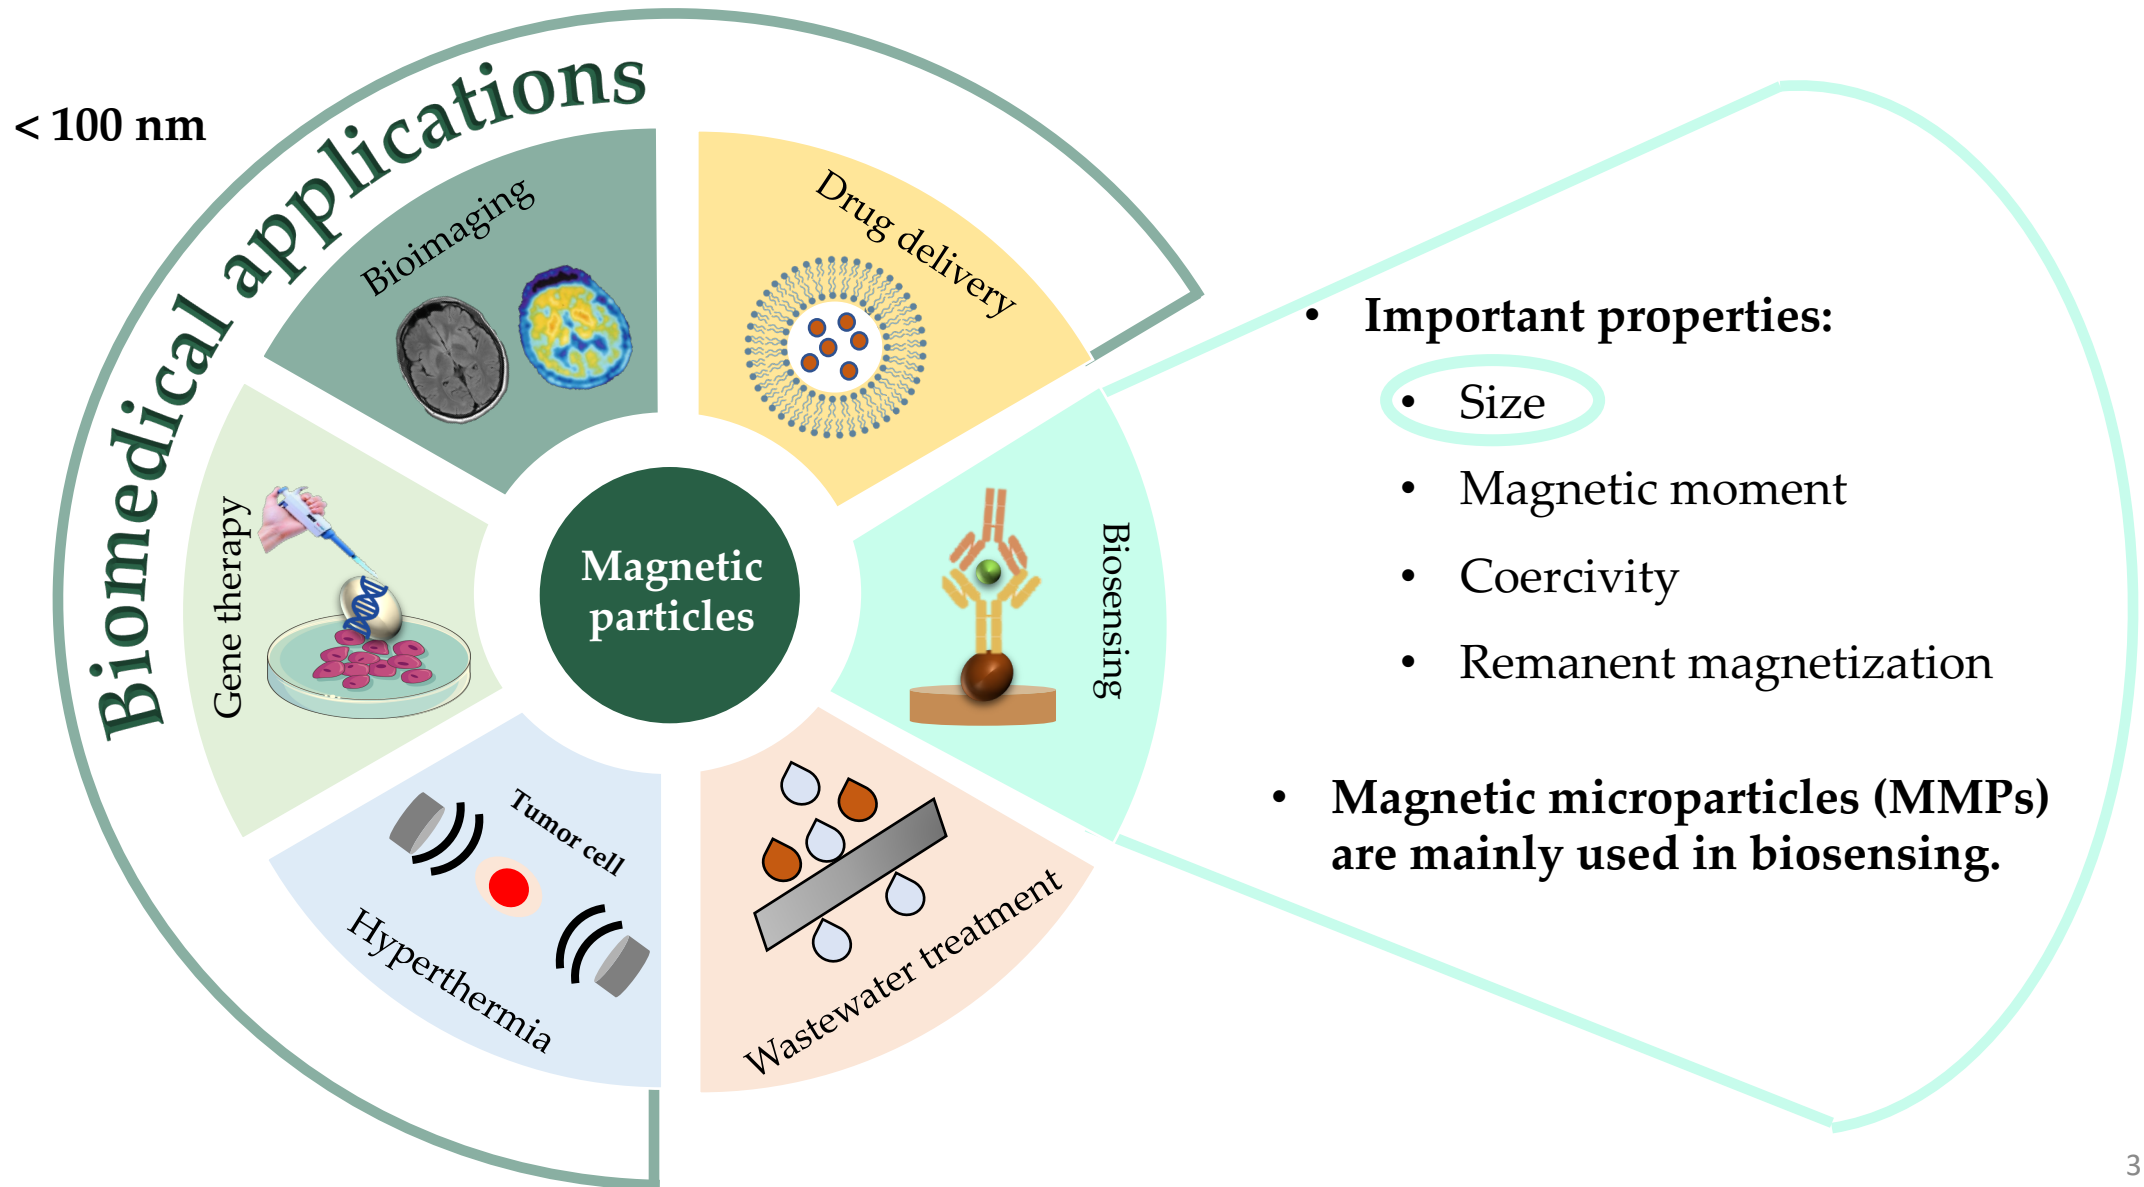 < 100 nm
Biomedical applications
Bioimaging
Drug delivery
Gene therapy
Magnetic
particles
Biosensing
Tumor cell
Hyperthermia
Wastewater treatment
• Important properties:
• Size
• Magnetic moment
• Coercivity
• Remanent magnetization
• Magnetic microparticles (MMPs)
are mainly used in biosensing.
3